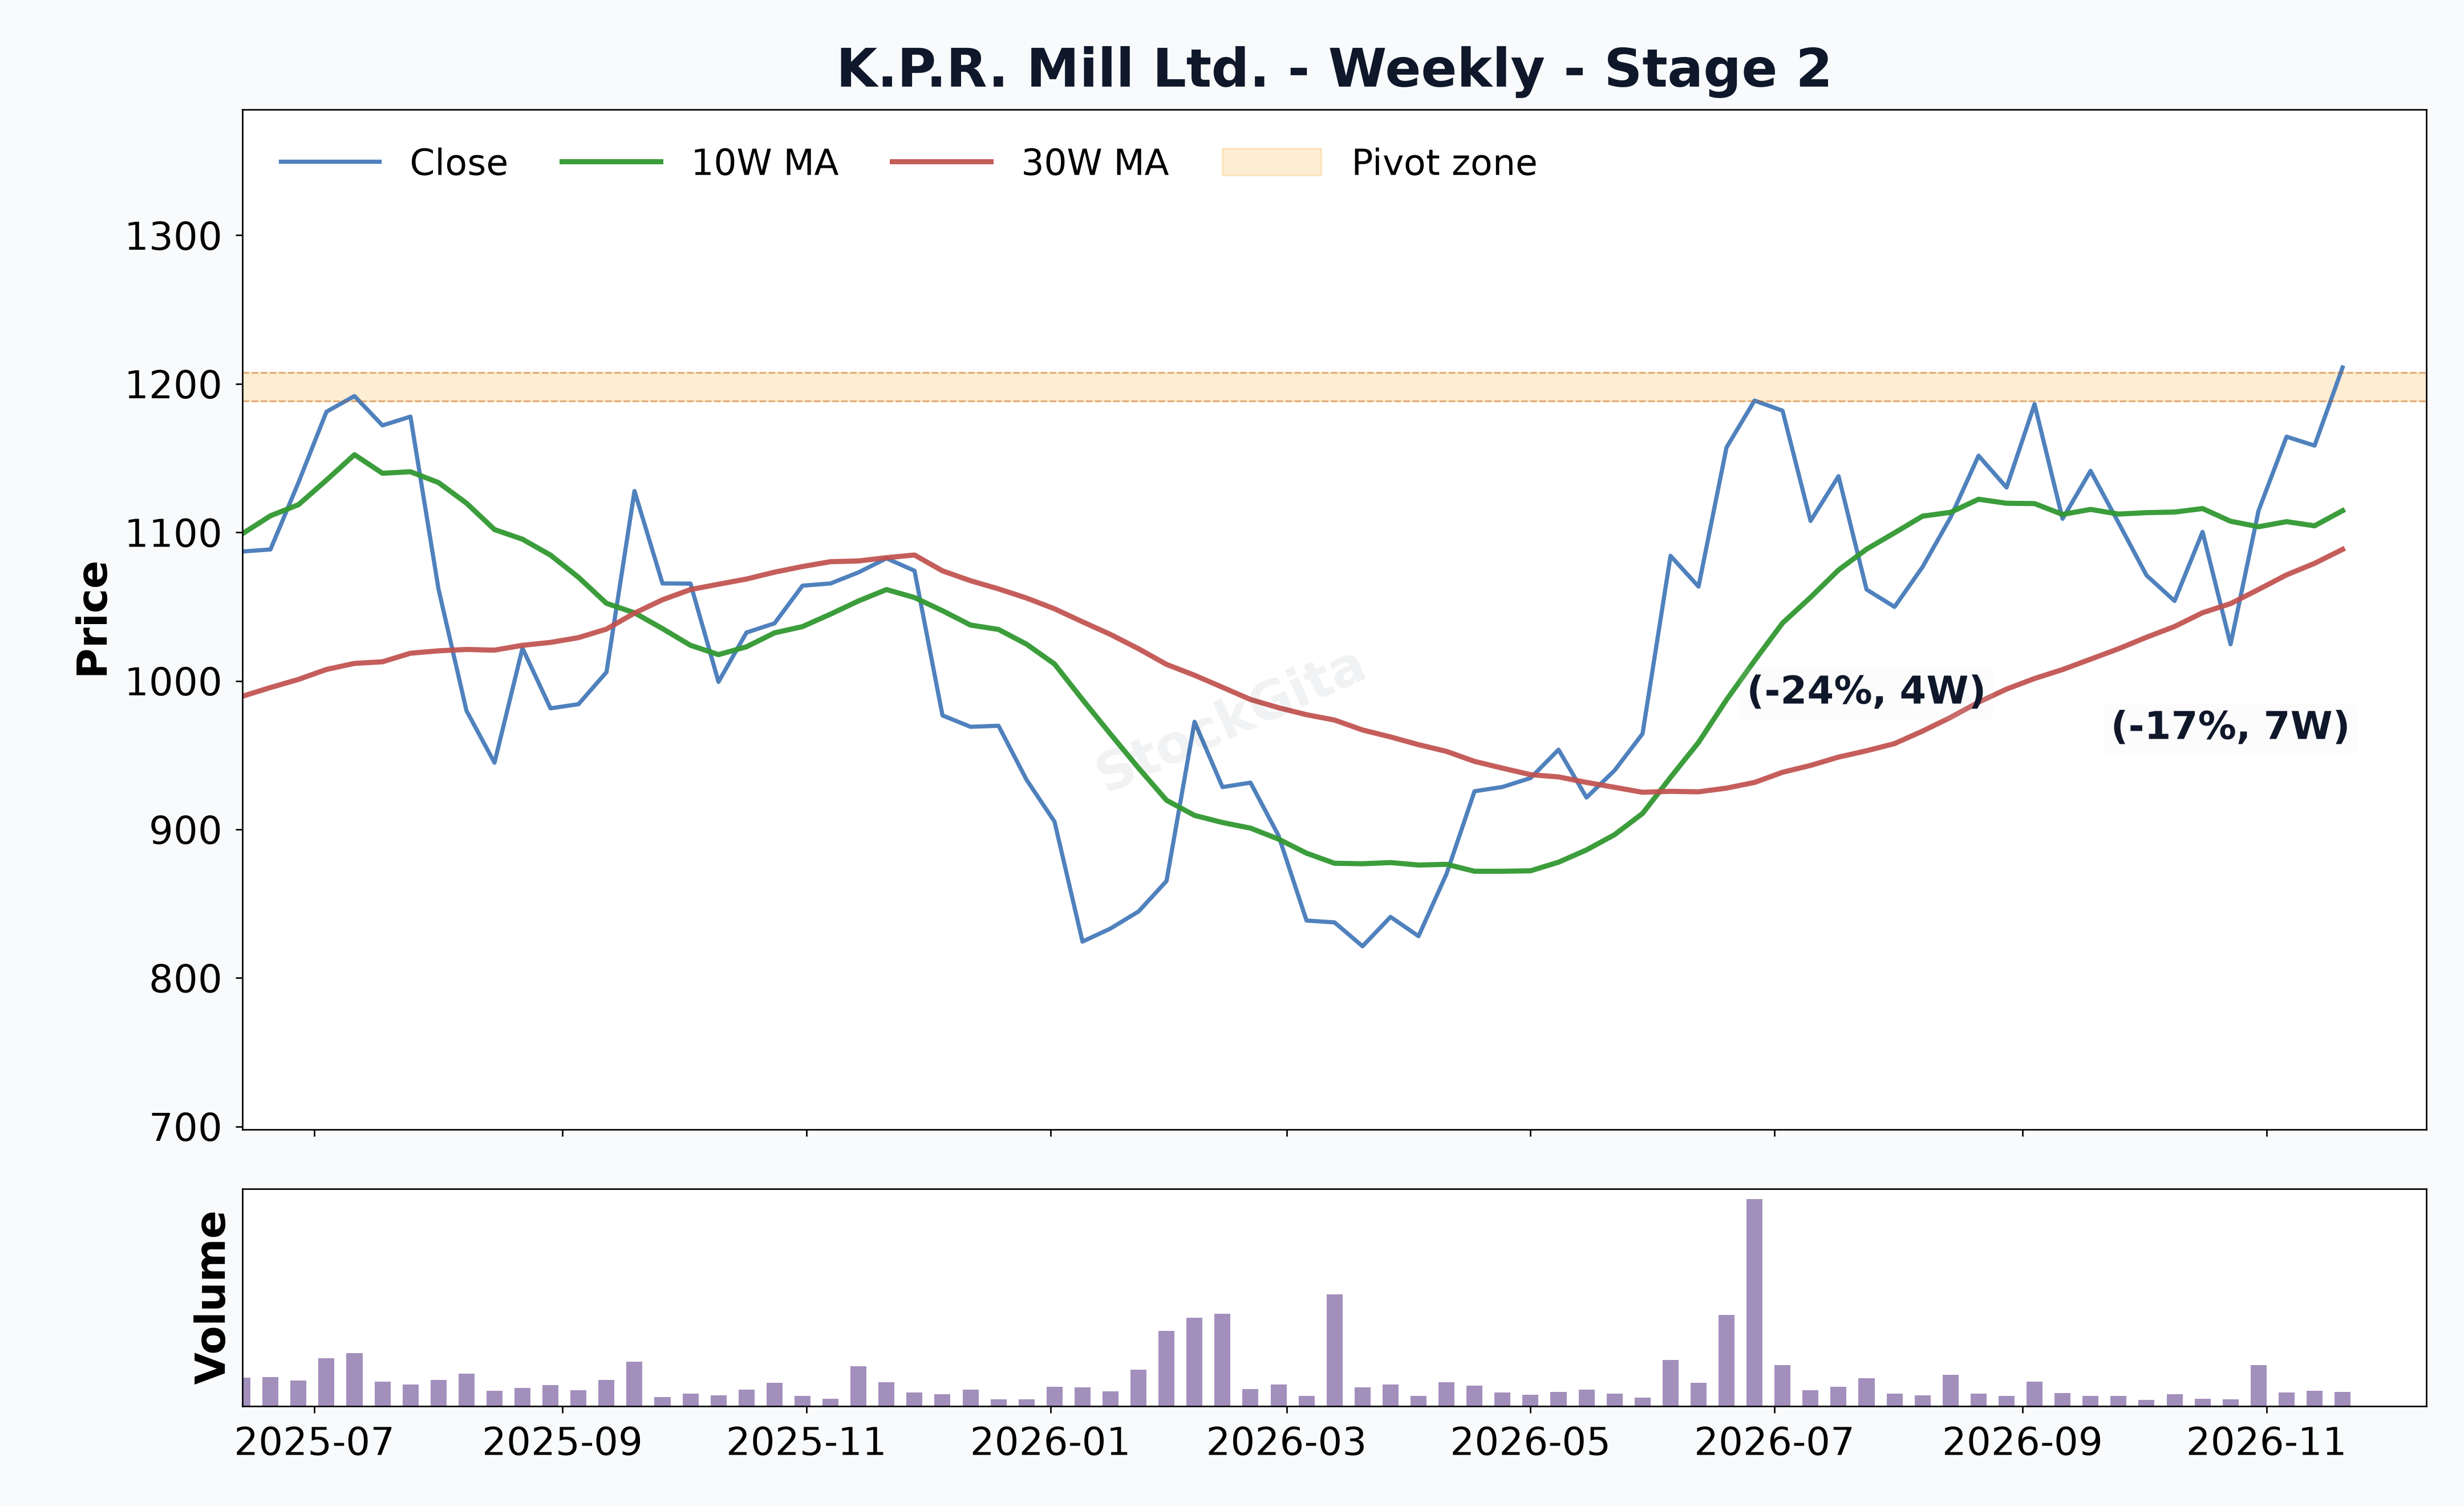 K.P.R. Mill Ltd. - Weekly - Stage 2
Close 10W MA 30W MA Pivot zone
1300
1200
1100
1000
900
800
700
Price
(-24%, 4W)
(-17%, 7W)
StockGita
Volume
2025-07 2025-09 2025-11 2026-01 2026-03 2026-05 2026-07 2026-09 2026-11